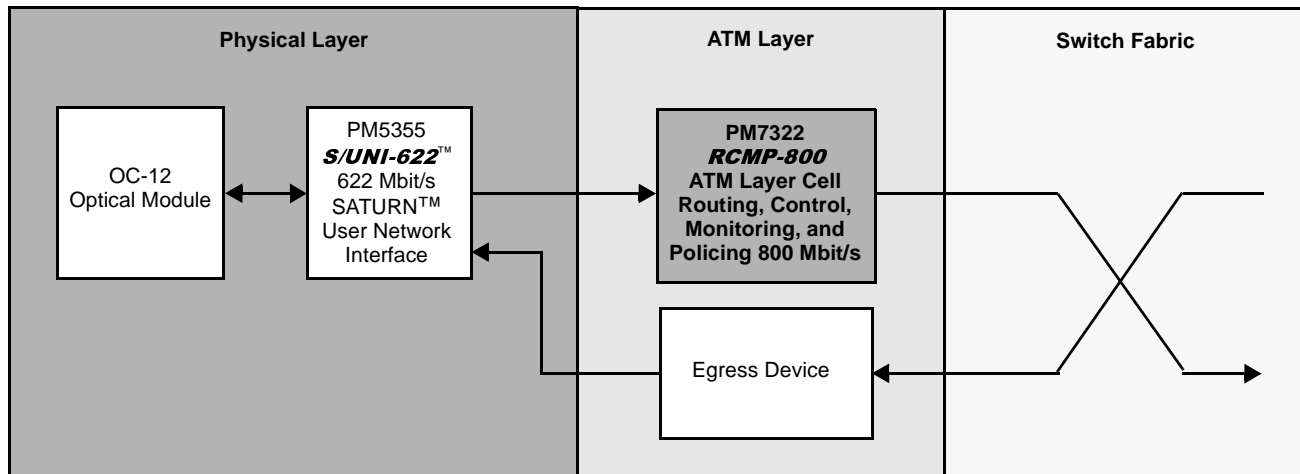 Physical Layer
ATM Layer
Switch Fabric
OC-12
Optical Module
PM5355
S/UNI-622™
622 Mbit/s
SATURN™
User Network
Interface
PM7322
RCMP-800
ATM Layer Cell
Routing, Control,
Monitoring, and
Policing 800 Mbit/s
Egress Device